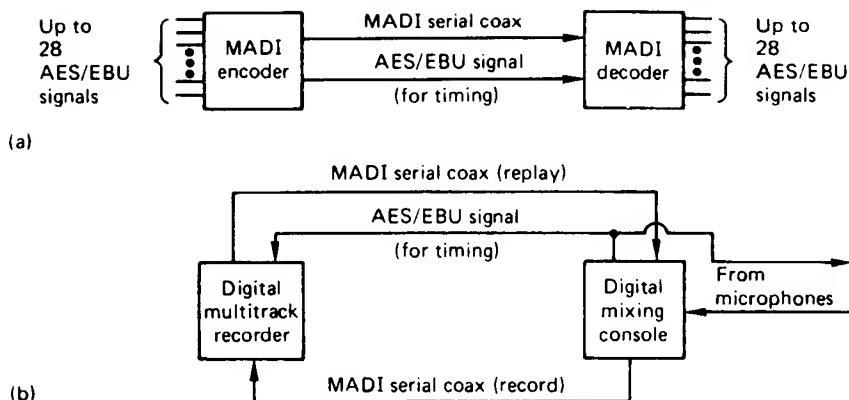 Up to
28
AES/EBU
signals
MADI
encoder
MADI serial coax
AES/EBU signal
(for timing)
MADI
decoder
Up to
28
AES/EBU
signals
(a)
MADI serial coax (replay)
AES/EBU signal
(for timing)
Digital
multitrack
recorder
Digital
mixing
console
From
microphones
MADI serial coax (record)
(b)